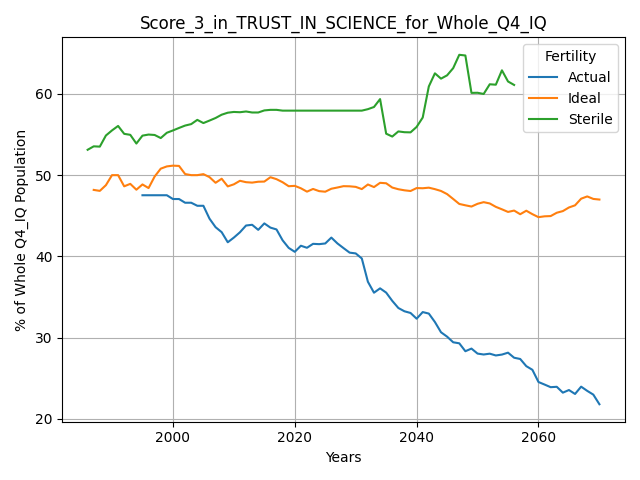 Score_3_in_TRUST_IN_SCIENCE_for_Whole_Q4_IQ
% of Whole Q4_IQ Population
60
50
40
30
20
Fertility
Actual
Ideal
Sterile
2000 2020 2040 2060
Years